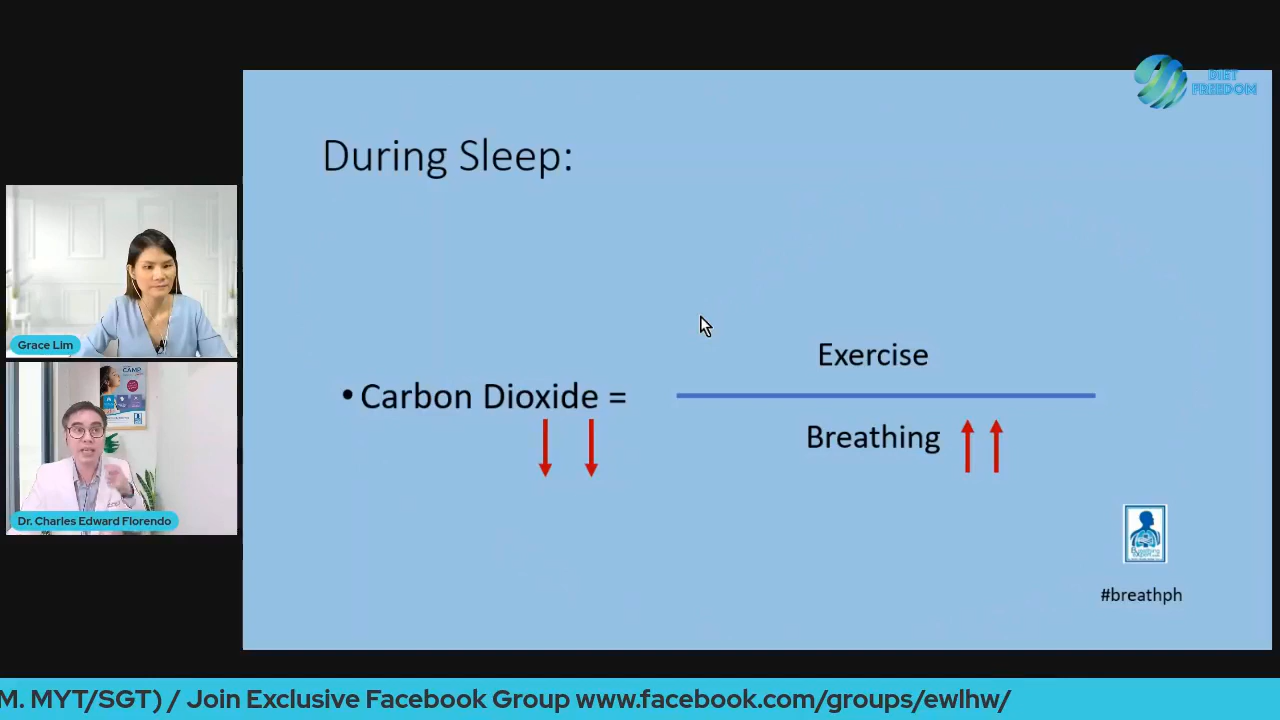 DIET
FREEDOM
During Sleep:
Grace Lim
Exercise
• Carbon Dioxide =
Breathing
Dr. Charles Edward Florendo
#breathph
M. MYT/SGT) / Join Exclusive Facebook Group www.facebook.com/groups/ewlhw/